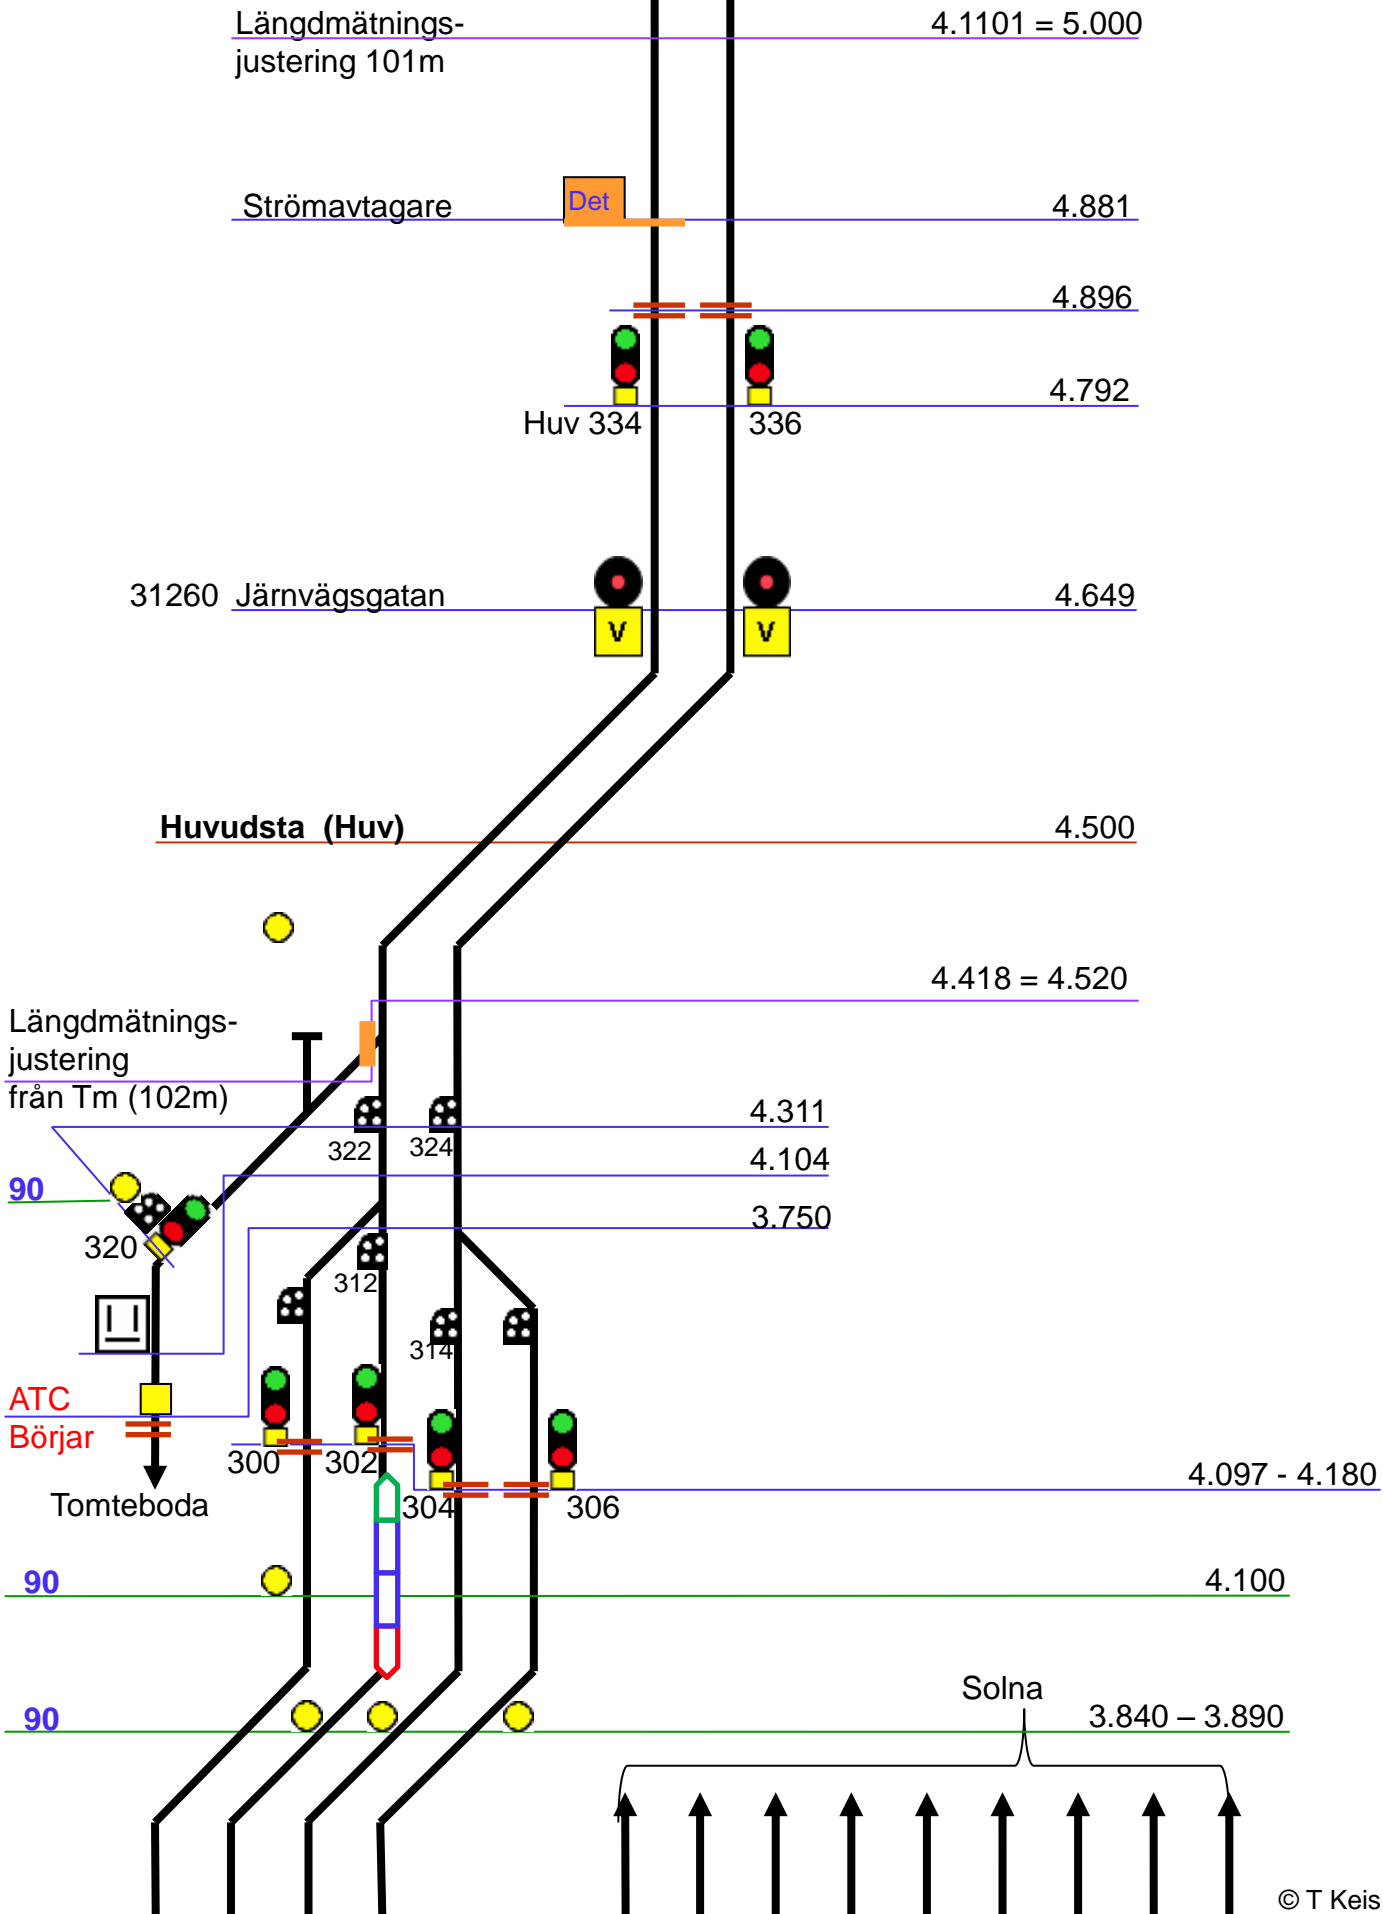 Längdmätnings-
justering 101m
4.1101 = 5.000
Strömavtagare
Det
4.881
4.896
4.792
Huv 334
336
31260 Järnvägsgatan
4.649
V
V
Huvudsta (Huv)
4.500
4.418 = 4.520
Längdmätnings-
justering
från Tm (102m)
4.311
322
324
4.104
90
3.750
320
312
314
ATC
Börjar
300
302
4.097 - 4.180
Tomteboda
304
306
90
4.100
Solna
90
3.840 – 3.890
© T Keis